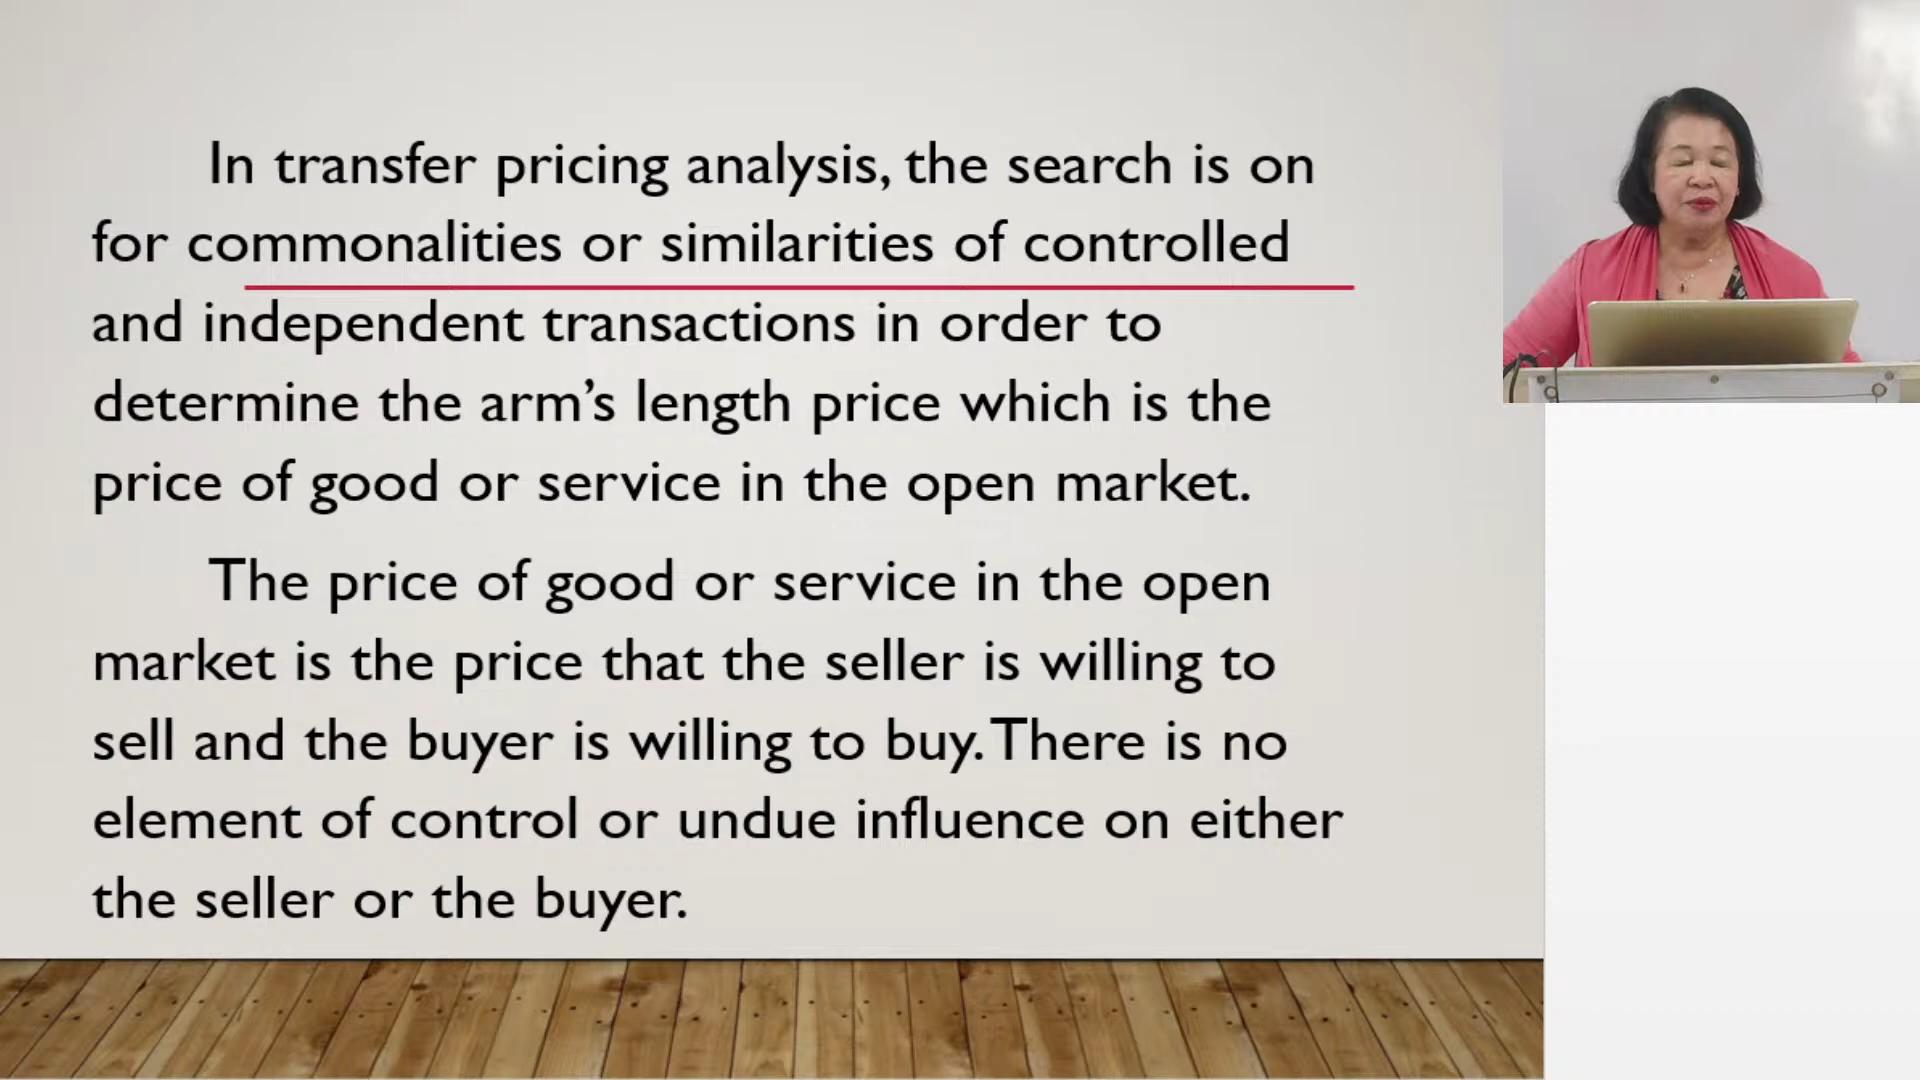 In transfer pricing analysis, the search is on
for commonalities or similarities of controlled
and independent transactions in order to
determine the arm’s length price which is the
price of good or service in the open market.
The price of good or service in the open
market is the price that the seller is willing to
sell and the buyer is willing to buy. There is no
element of control or undue influence on either
the seller or the buyer.